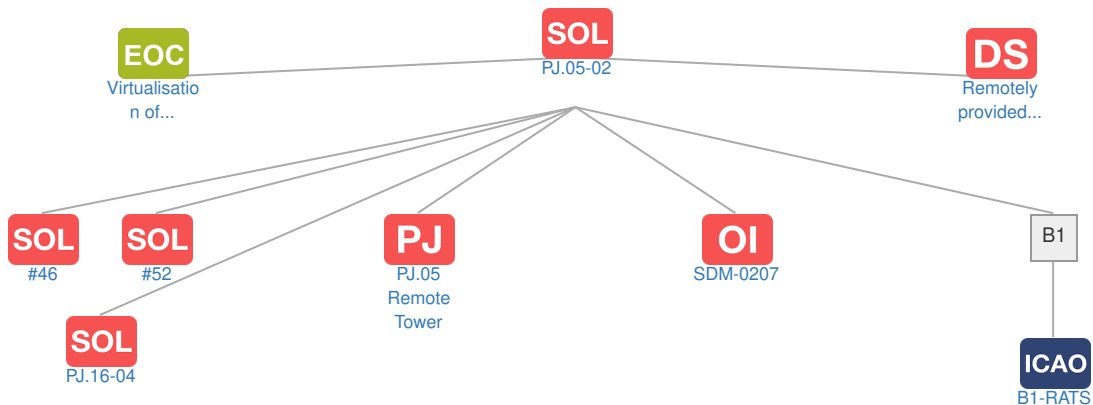 EOC
Virtualisatio
n of...
SOL
PJ.05-02
DS
Remotely
provided...
SOL
#46
SOL
#52
PJ
PJ.05
Remote
Tower
OI
SDM-0207
B1
SOL
PJ.16-04
ICAO
B1-RATS